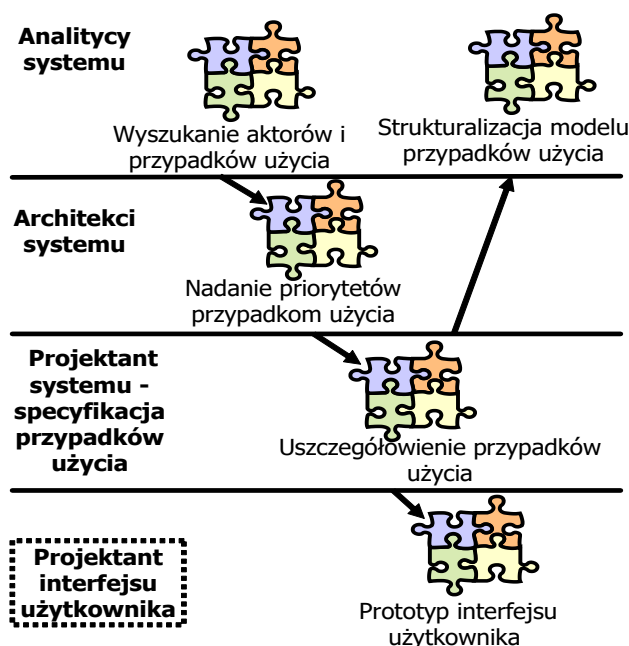 Analitycy
systemu
Wyszukanie aktorów i
przypadków użycia
Strukturalizacja modelu
przypadków użycia
Architekci
systemu
Nadanie priorytetów
przypadkom użycia
Projektant
systemu -
specyfikacja
przypadków
użycia
Uszczegółowienie przypadków
użycia
Projektant
interfejsu
użytkownika
Prototyp interfejsu
użytkownika